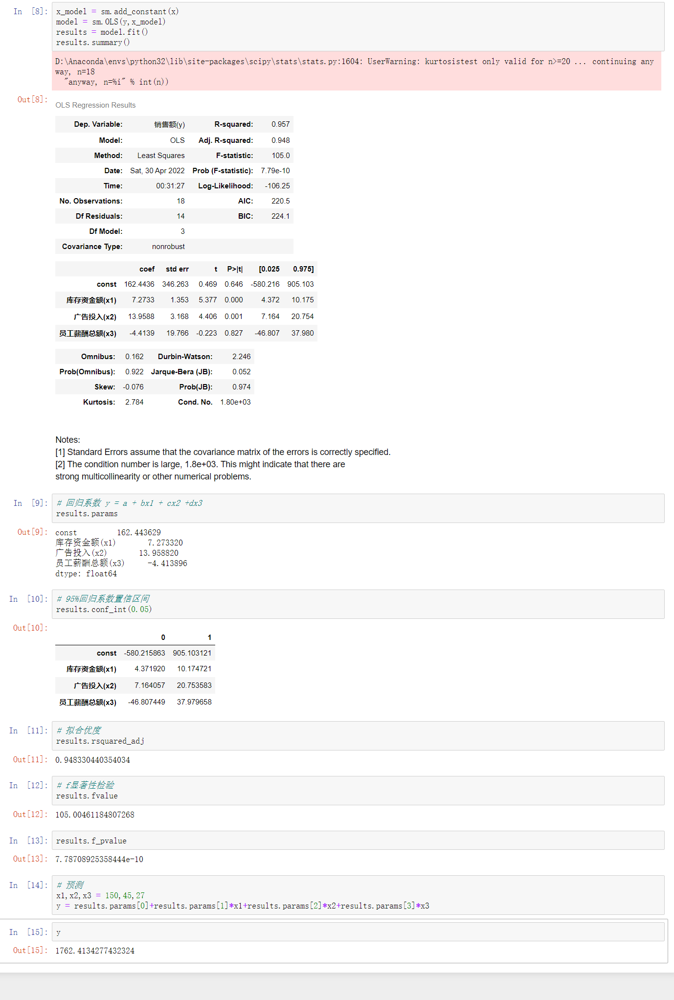 In [8]:
x_model = sm.add_constant(x)
model = sm.OLS(y,x_model)
results = model.fit()
results.summary()
D:\Anaconda\envs\python32\lib\site-packages\scipy\stats\stats.py:1604: UserWarning: kurtosistest only valid for n>=20 ... continuing any
way, n=18
"anyway, n=%i" % int(n))
Out[8]:
OLS Regression Results
Dep. Variable: 销售额(y) R-squared: 0.957
Model: OLS Adj. R-squared: 0.948
Method: Least Squares F-statistic: 105.0
Date: Sat, 30 Apr 2022 Prob (F-statistic): 7.79e-10
Time: 00:31:27 Log-Likelihood: -106.25
No. Observations: 18 AIC: 220.5
Df Residuals: 14 BIC: 224.1
Df Model: 3
Covariance Type: nonrobust
coef std err t P>|t| [0.025 0.975]
const 162.4436 346.263 0.469 0.646 -580.216 905.103
库存资金额(x1) 7.2733 1.353 5.377 0.000 4.372 10.175
广告投入(x2) 13.9588 3.168 4.406 0.001 7.164 20.754
员工薪酬总额(x3) -4.4139 19.766 -0.223 0.827 -46.807 37.980
Omnibus: 0.162 Durbin-Watson: 2.246
Prob(Omnibus): 0.922 Jarque-Bera (JB): 0.052
Skew: -0.076 Prob(JB): 0.974
Kurtosis: 2.784 Cond. No. 1.80e+03
Notes:
[1] Standard Errors assume that the covariance matrix of the errors is correctly specified.
[2] The condition number is large, 1.8e+03. This might indicate that there are
strong multicollinearity or other numerical problems.
In [9]:
# 回归系数 y = a + bx1 + cx2 +dx3
results.params
Out[9]:
const 162.443629
库存资金额(x1) 7.273320
广告投入(x2) 13.958820
员工薪酬总额(x3) -4.413896
dtype: float64
In [10]:
# 95%回归系数置信区间
results.conf_int(0.05)
Out[10]:
0 1
const -580.215863 905.103121
库存资金额(x1) 4.371920 10.174721
广告投入(x2) 7.164057 20.753583
员工薪酬总额(x3) -46.807449 37.979658
In [11]:
# 拟合优度
results.rsquared_adj
Out[11]: 0.948330440354034
In [12]:
# f显著性检验
results.fvalue
Out[12]: 105.00461184807268
In [13]: results.f_pvalue
Out[13]: 7.78708925358444e-10
In [14]:
# 预测
x1,x2,x3 = 150,45,27
y = results.params[0]+results.params[1]*x1+results.params[2]*x2+results.params[3]*x3
In [15]: y
Out[15]: 1762.4134277432324